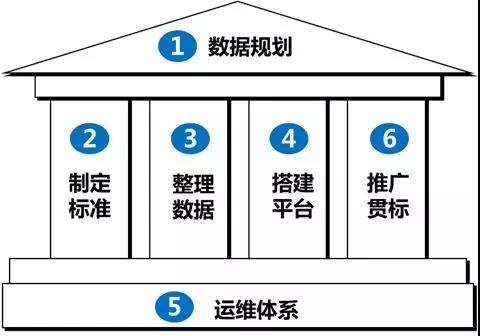 1 数据规划
2 3 4 6
制定 整理 搭建 推广
标准 数据 平台 贯标
5 运维体系